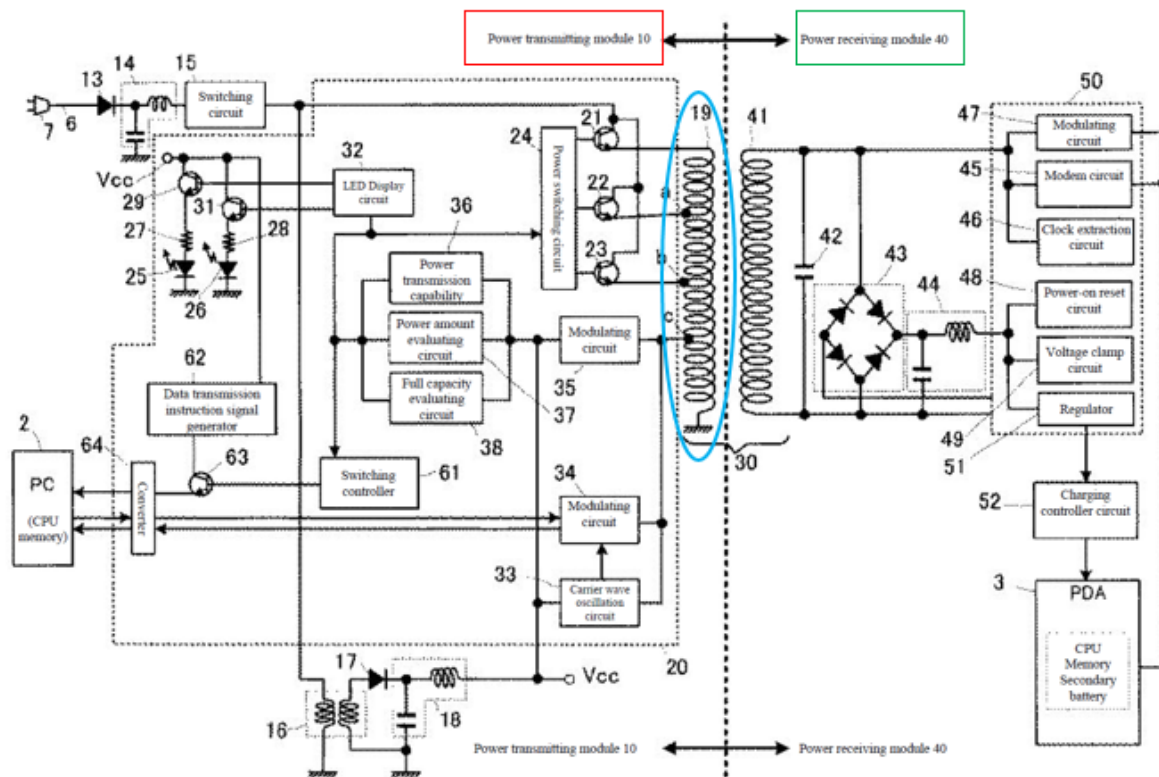 Power transmitting module 10
Power receiving module 40
14
15
13
Switching
circuit
6
7
21
19
41
50
47
Modulating
circuit
24
Power switching circuit
32
LED Display
circuit
Vcc
29
31
22
a
45
Modem circuit
27
28
36
23
42
46
Clock extraction
circuit
25
26
Power
transmission
capability
b
43
44
48
Power-on reset
circuit
Power amount
evaluating circuit
37
Modulating
circuit
35
c
Voltage clamp
circuit
49
62
Data transmission
instruction signal
generator
Full capacity
evaluating
circuit
38
Regulator
51
30
2
64
63
PC
(CPU
memory)
Converter
Switching
controller
61
34
Modulating
circuit
52
Charging
controller circuit
33
Carrier wave
oscillation
circuit
3
PDA
CPU
Memory
Secondary
battery
20
17
Vcc
16
18
Power transmitting module 10
Power receiving module 40